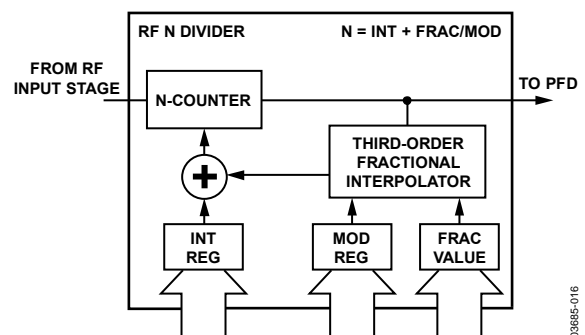 RF N DIVIDER
N = INT + FRAC/MOD
FROM RF
INPUT STAGE
TO PFD
N-COUNTER
THIRD-ORDER
FRACTIONAL
INTERPOLATOR
+
INT
REG
MOD
REG
FRAC
VALUE
03685-016